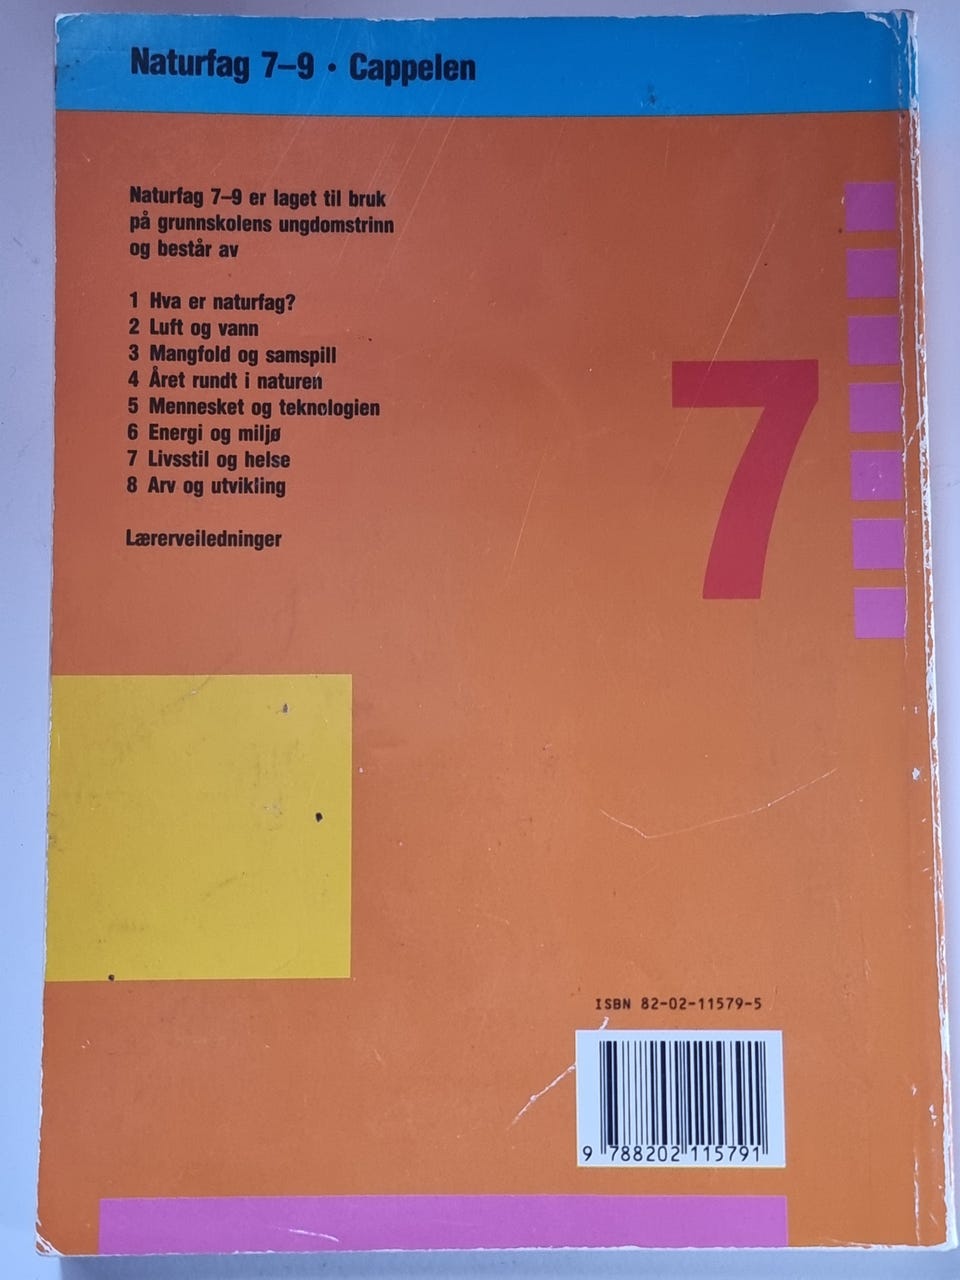 Naturfag 7–9 • Cappelen
Naturfag 7–9 er laget til bruk
på grunnskolens ungdomstrinn
og består av
1 Hva er naturfag?
2 Luft og vann
3 Mangfold og samspill
4 Året rundt i naturen
5 Mennesket og teknologien
6 Energi og miljø
7 Livsstil og helse
8 Arv og utvikling
Lærerveiledninger
7
ISBN 82-02-11579-5
9 788202 115791